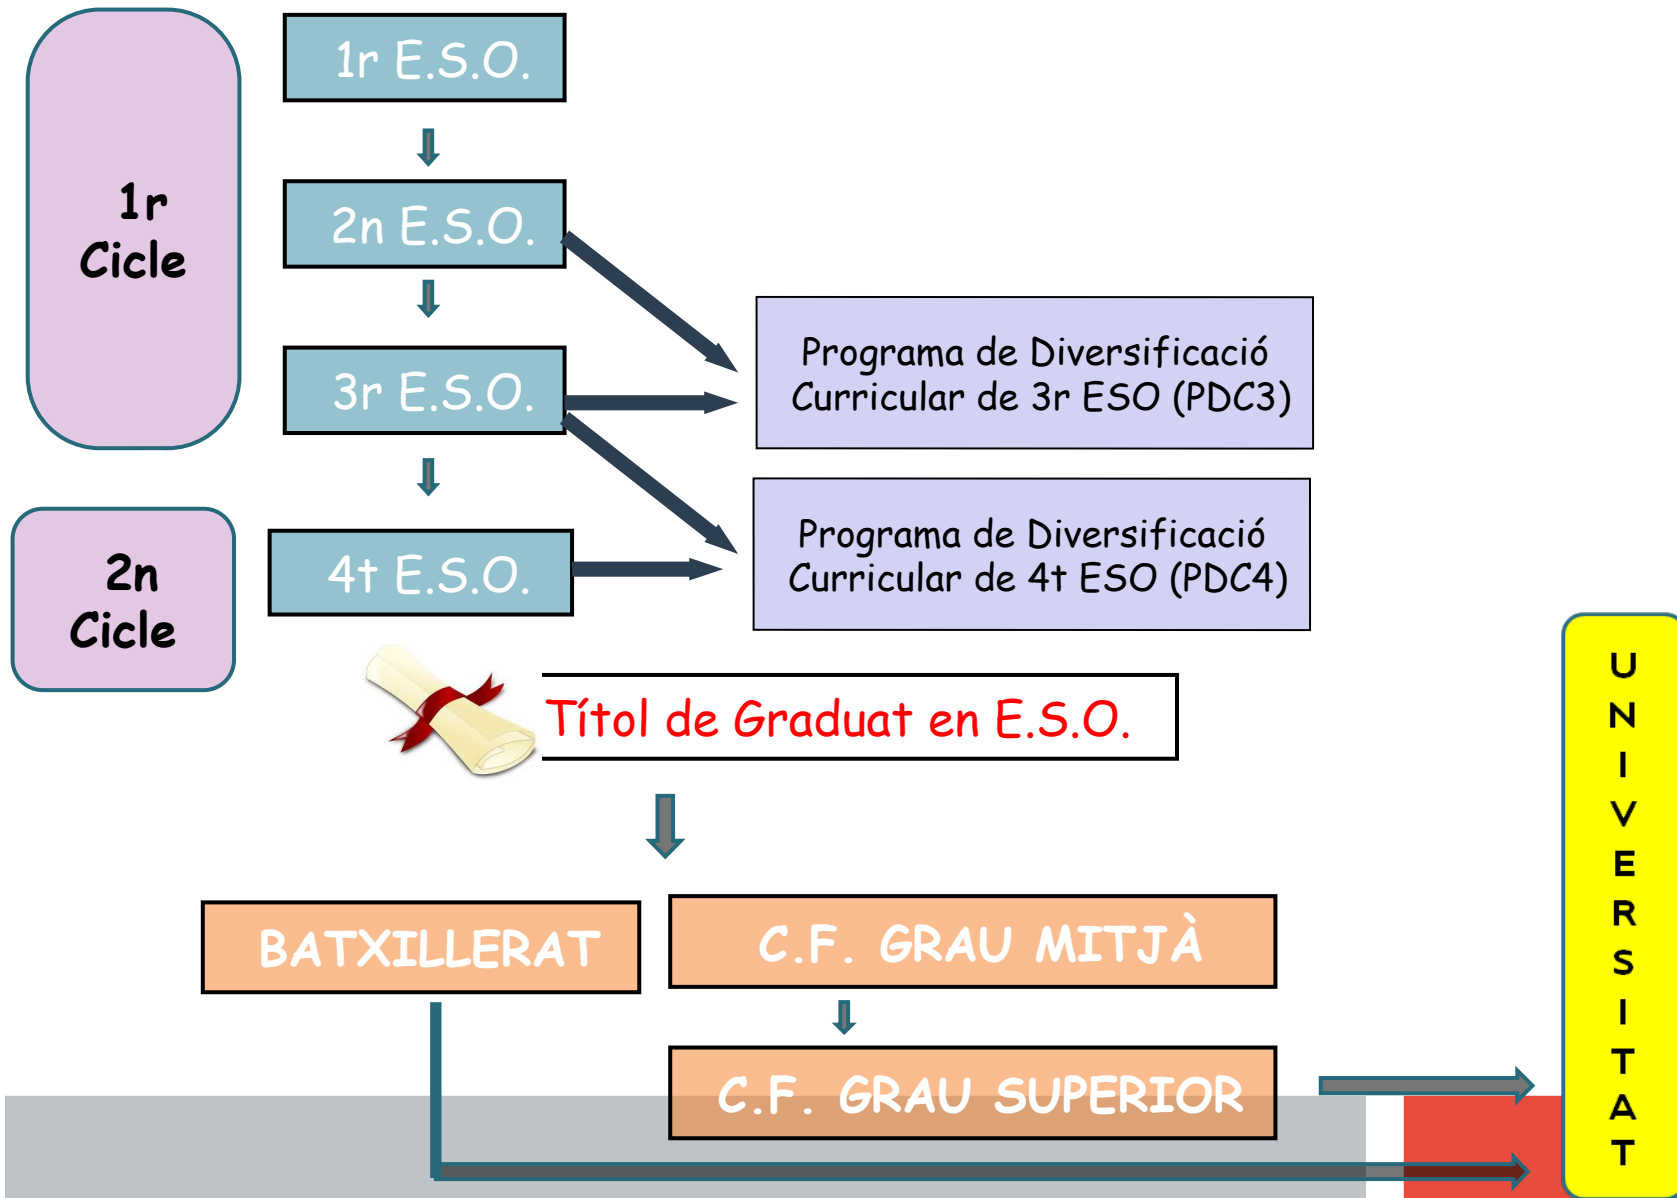 1r E.S.O.
1r
Cicle
2n E.S.O.
3r E.S.O.
Programa de Diversificació
Curricular de 3r ESO (PDC3)
2n
Cicle
4t E.S.O.
Programa de Diversificació
Curricular de 4t ESO (PDC4)
Títol de Graduat en E.S.O.
BATXILLERAT
C.F. GRAU MITJÀ
C.F. GRAU SUPERIOR
U
N
I
V
E
R
S
I
T
A
T